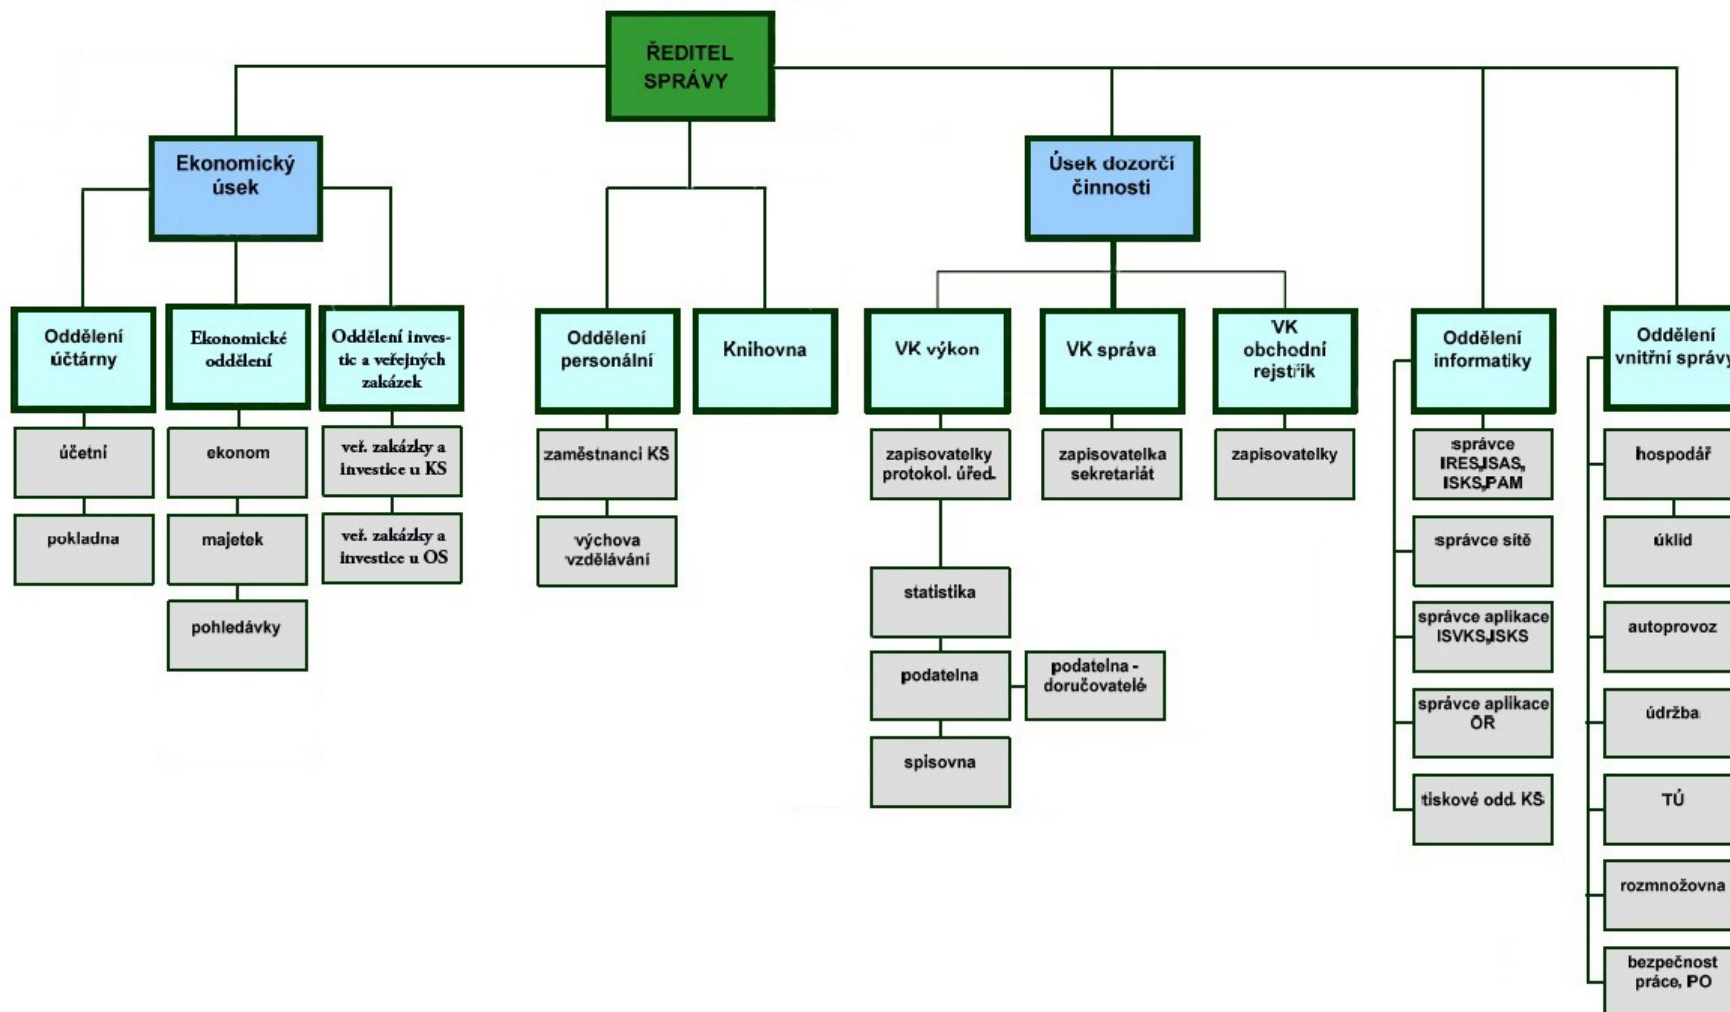 ŘEDITEL
SPRÁVY
Ekonomický
úsek
Úsek dozorčí
činnosti
Oddělení
účtárny
Ekonomické
oddělení
Oddělení inves-
tic a veřejných
zakázek
Oddělení
personální
Knihovna
VK výkon
VK správa
VK
obchodní
rejstřík
Oddělení
informatiky
Oddělení
vnitřní správy
účetní
ekonom
veř. zakázky a
investice u KS
zaměstnanci KS
zapisovatelky
protokol. úřed.
zapisovatelka
sekretariát
zapisovatelky
správce
IRES,ISAS,
ISKS,PAM
hospodář
pokladna
majetek
veř. zakázky a
investice u OS
výchova
vzdělávání
správce sítě
úklid
pohledávky
statistika
správce aplikace
ISVKS,ISKS
autoprovoz
podatelna
podatelna -
doručovatelé
správce aplikace
OR
údržba
spisovna
tiskové odd. KS
TÚ
rozmnožovna
bezpečnost
práce, PO